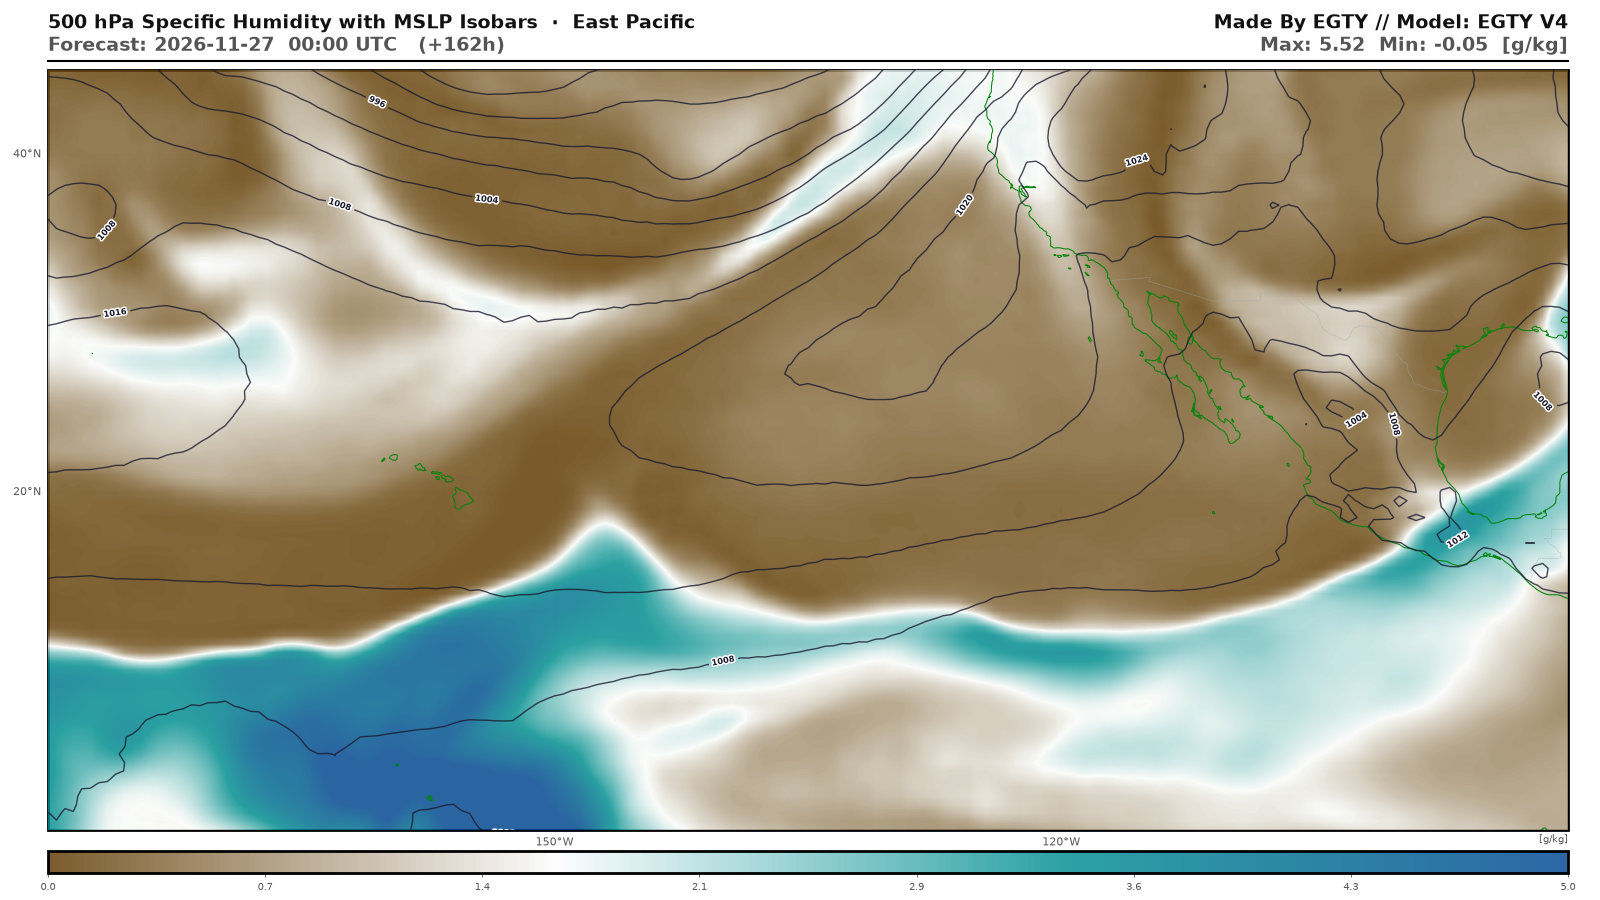 500 hPa Specific Humidity with MSLP Isobars · East Pacific
Made By EGTY // Model: EGTY V4
Forecast: 2026-11-27 00:00 UTC (+162h)
Max: 5.52 Min: -0.05 [g/kg]
996
40°N
1024
1004
1008
1020
1008
1016
1008
1004
1008
20°N
1012
1008
150°W
120°W
[g/kg]
0.0
0.7
1.4
2.1
2.9
3.6
4.3
5.0